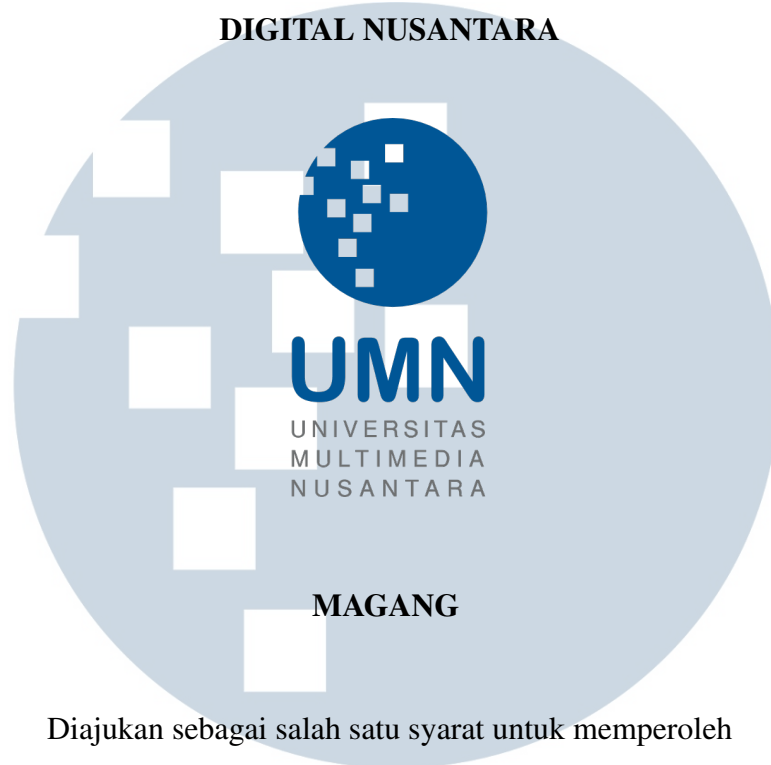 DIGITAL NUSANTARA
UMN
UNIVERSITAS
MULTIMEDIA
NUSANTARA
MAGANG
Diajukan sebagai salah satu syarat untuk memperoleh